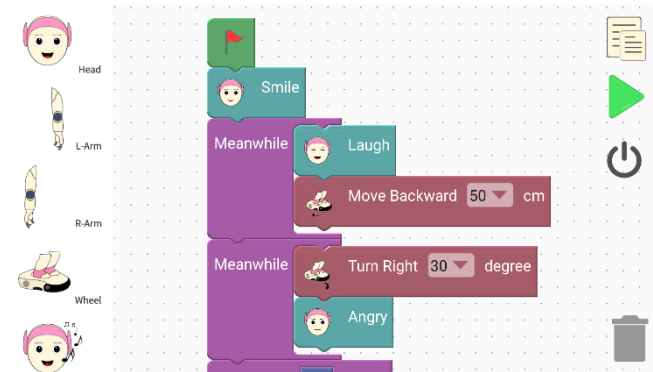 Head
L-Arm
R-Arm
Wheel
Smile
Meanwhile
Laugh
Move Backward 50 cm
Meanwhile
Turn Right 30 degree
Angry